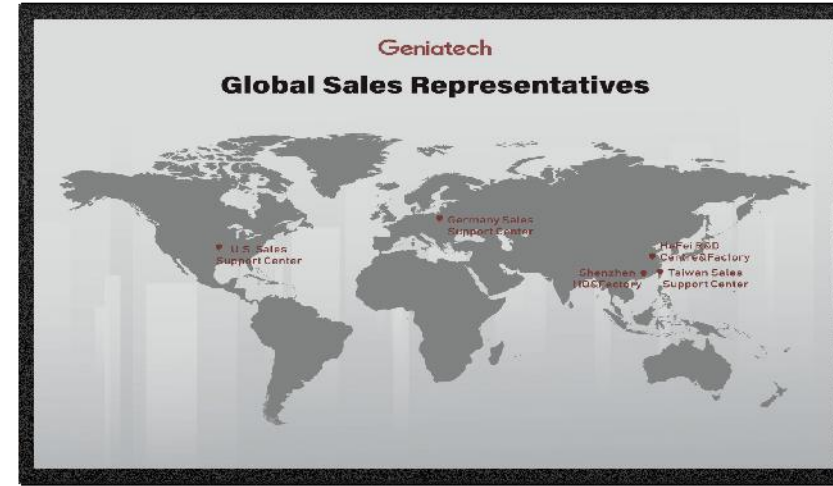 Geniatech
Global Sales Representatives
Germany Sales
Support Center
U.S. Sales
Support Center
HeFei R&D
Centre&Factory
Shenzhen
HQ&Factory
Taiwan Sales
Support Center